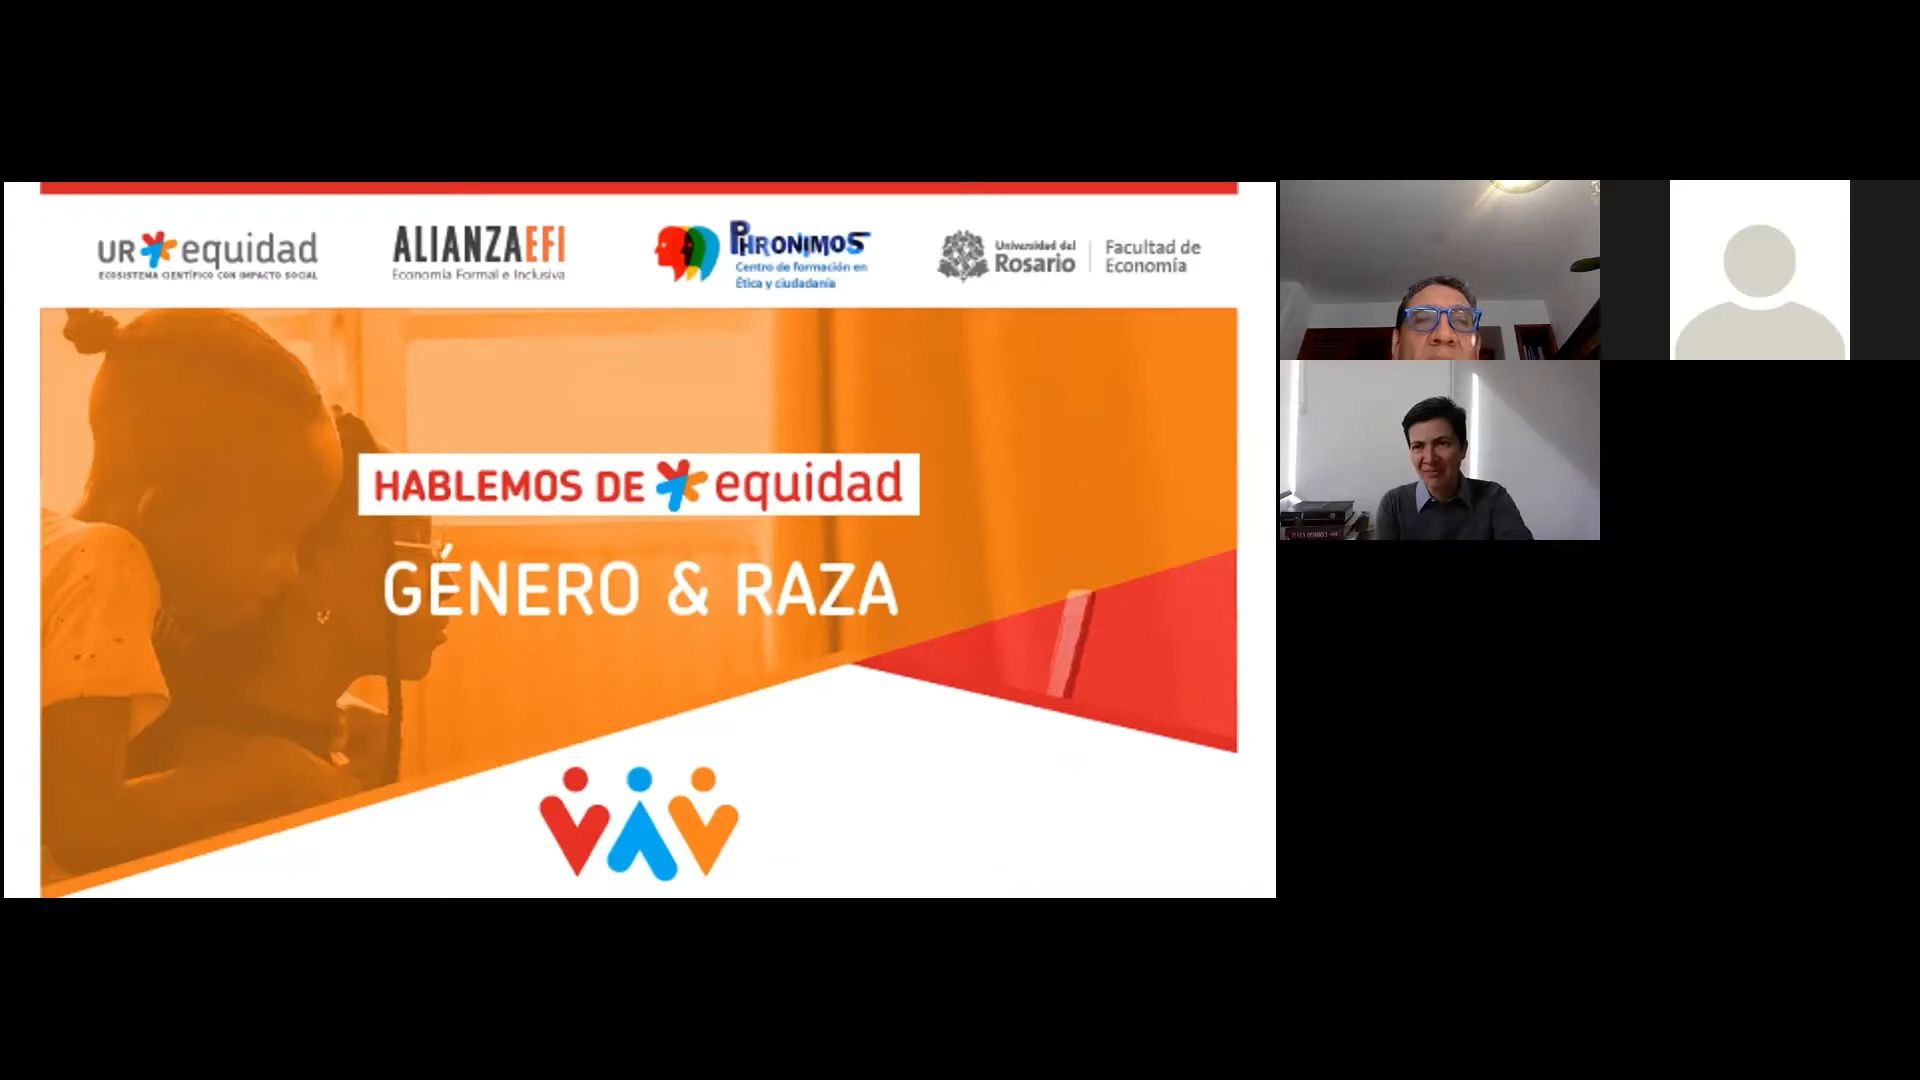 UR equidad
ECOSISTEMA CIENTÍFICO CON IMPACTO SOCIAL
ALIANZAEFI
Economía Formal e Inclusiva
PHRONIMOS
Centro de formación en
Ética y ciudadanía
Universidad del
Rosario
Facultad de
Economía
HABLEMOS DE equidad
GÉNERO & RAZA